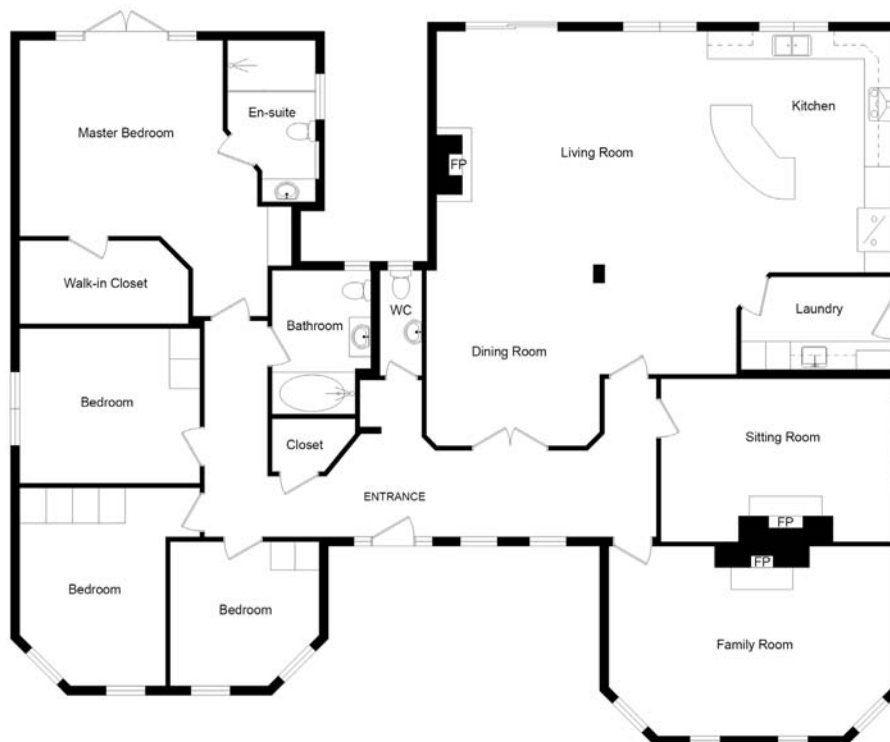 En-suite
Kitchen
Master Bedroom
Living Room
FP
Walk-in Closet
WC
Laundry
Bathroom
Dining Room
Bedroom
Sitting Room
Closet
ENTRANCE
FP
FP
Bedroom
Bedroom
Family Room